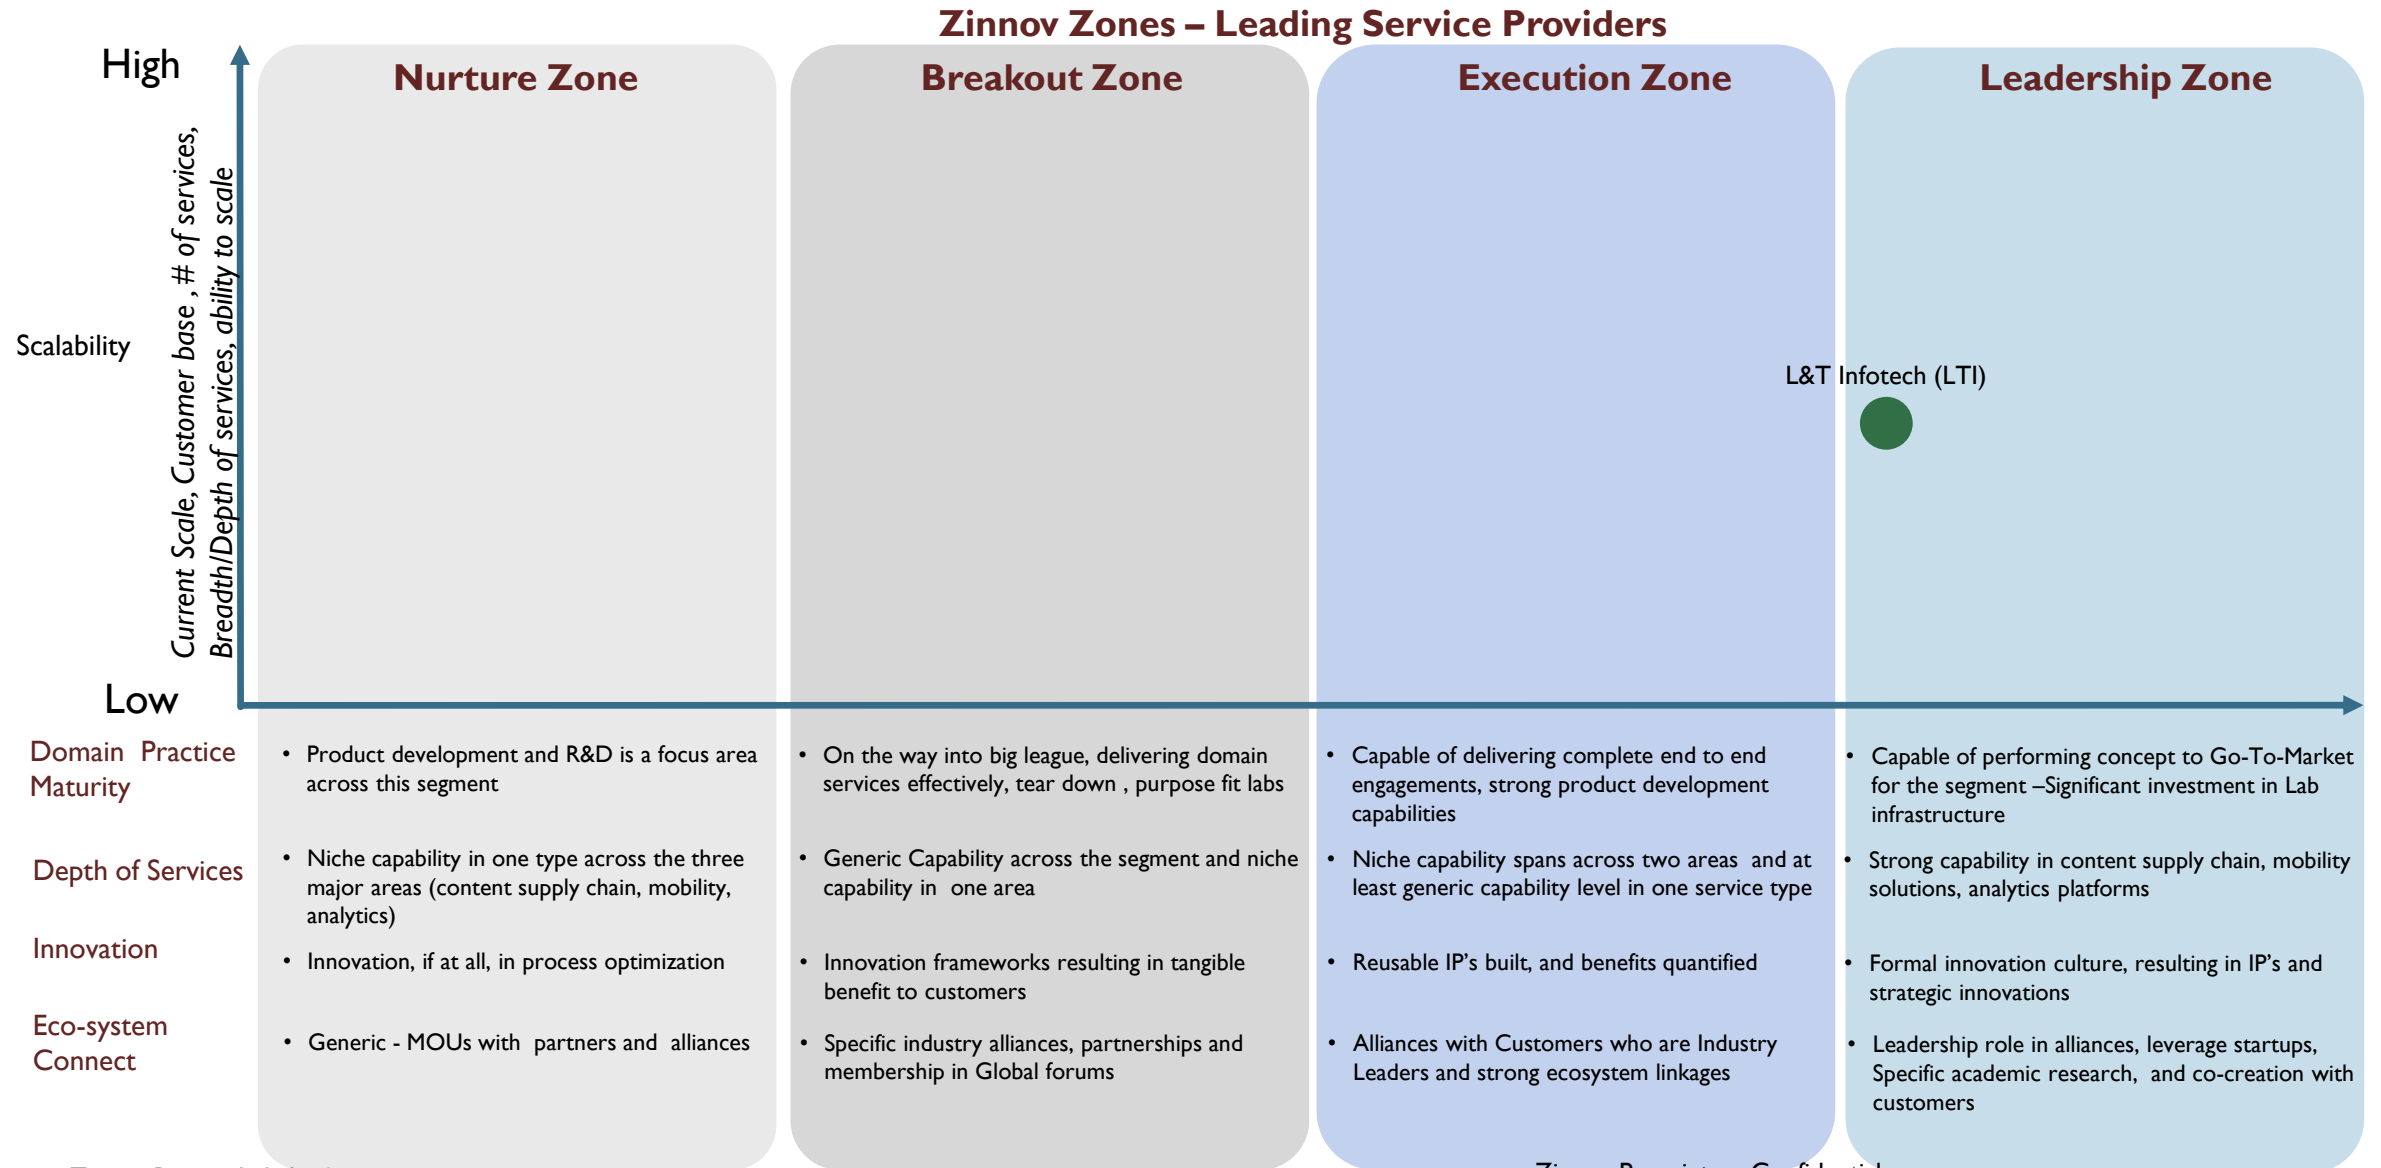 Zinnov Zones – Leading Service Providers
High
Nurture Zone
Breakout Zone
Execution Zone
Leadership Zone
Scalability
Current Scale, Customer base , # of services,
Breadth/Depth of services, ability to scale
L&T Infotech (LTI)
Low
Domain Practice
Maturity
• Product development and R&D is a focus area
across this segment
• On the way into big league, delivering domain
services effectively, tear down , purpose fit labs
• Capable of delivering complete end to end
engagements, strong product development
capabilities
• Capable of performing concept to Go-To-Market
for the segment –Significant investment in Lab
infrastructure
Depth of Services
• Niche capability in one type across the three
major areas (content supply chain, mobility,
analytics)
• Generic Capability across the segment and niche
capability in one area
• Niche capability spans across two areas and at
least generic capability level in one service type
• Strong capability in content supply chain, mobility
solutions, analytics platforms
Innovation
• Innovation, if at all, in process optimization
• Innovation frameworks resulting in tangible
benefit to customers
• Reusable IP’s built, and benefits quantified
• Formal innovation culture, resulting in IP’s and
strategic innovations
Eco-system
Connect
• Generic - MOUs with partners and alliances
• Specific industry alliances, partnerships and
membership in Global forums
• Alliances with Customers who are Industry
Leaders and strong ecosystem linkages
• Leadership role in alliances, leverage startups,
Specific academic research, and co-creation with
customers